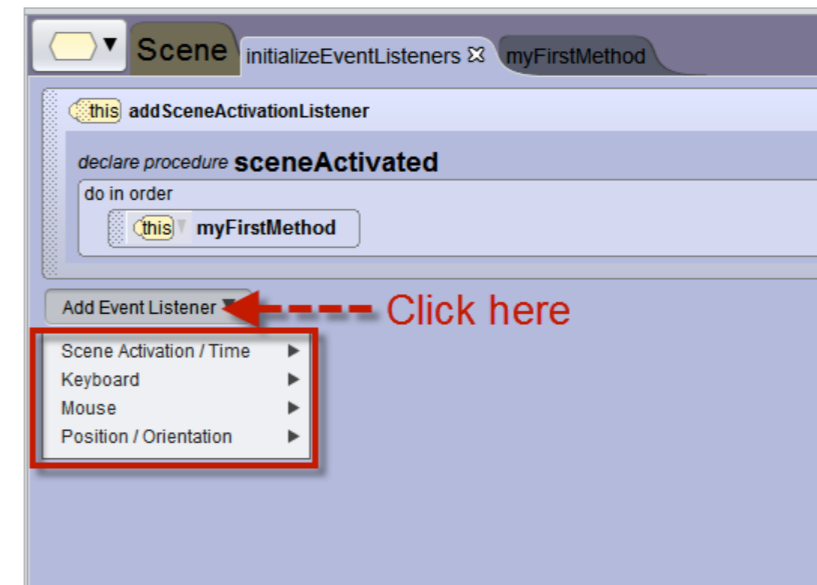 Scene initializeEventListeners myFirstMethod
this addSceneActivationListener
declare procedure sceneActivated
do in order
this myFirstMethod
Add Event Listener Click here
Scene Activation / Time
Keyboard
Mouse
Position / Orientation